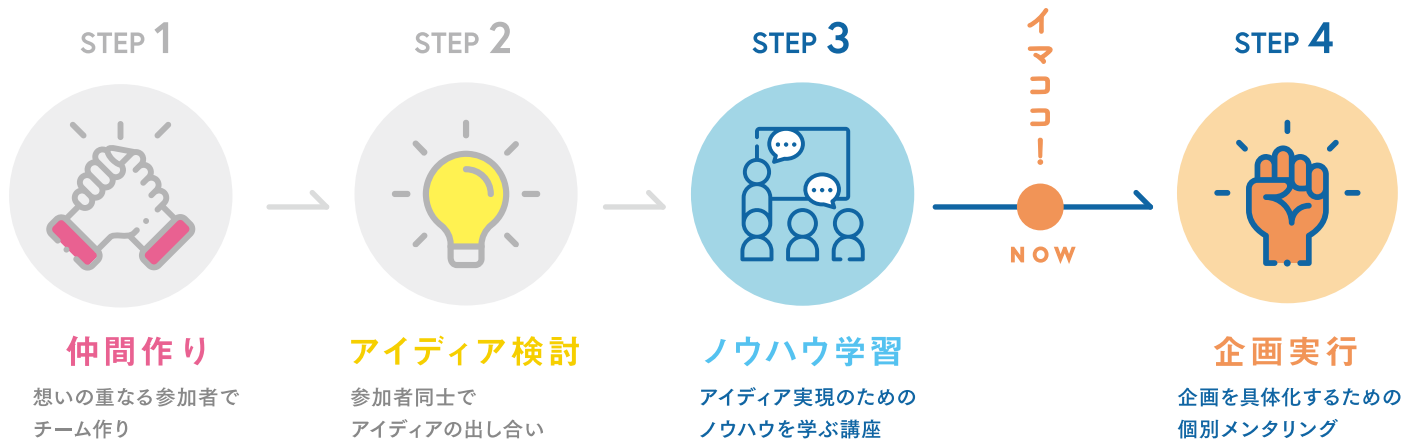 STEP 1
仲間作り
想いの重なる参加者で
チーム作り
STEP 2
アイディア検討
参加者同士で
アイディアの出し合い
STEP 3
ノウハウ学習
アイディア実現のための
ノウハウを学ぶ講座
イマココ!
NOW
STEP 4
企画実行
企画を具体化するための
個別メンタリング